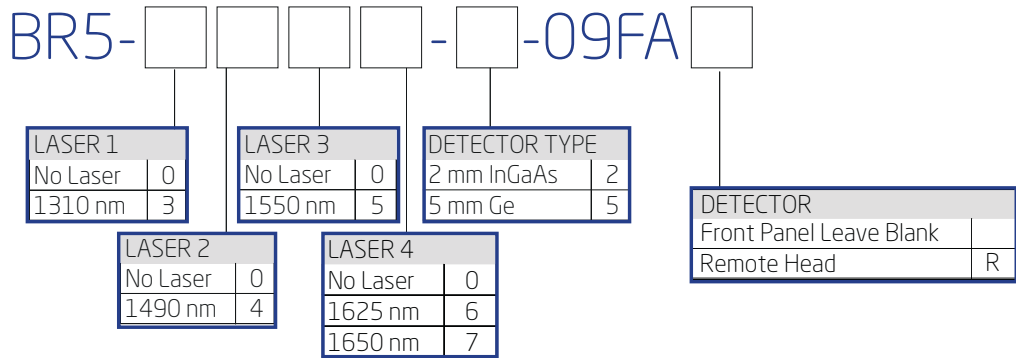 BR5- - -09FA
LASER 1
No Laser 0
1310 nm 3
LASER 2
No Laser 0
1490 nm 4
LASER 3
No Laser 0
1550 nm 5
LASER 4
No Laser 0
1625 nm 6
1650 nm 7
DETECTOR TYPE
2 mm InGaAs 2
5 mm Ge 5
DETECTOR
Front Panel Leave Blank
Remote Head R